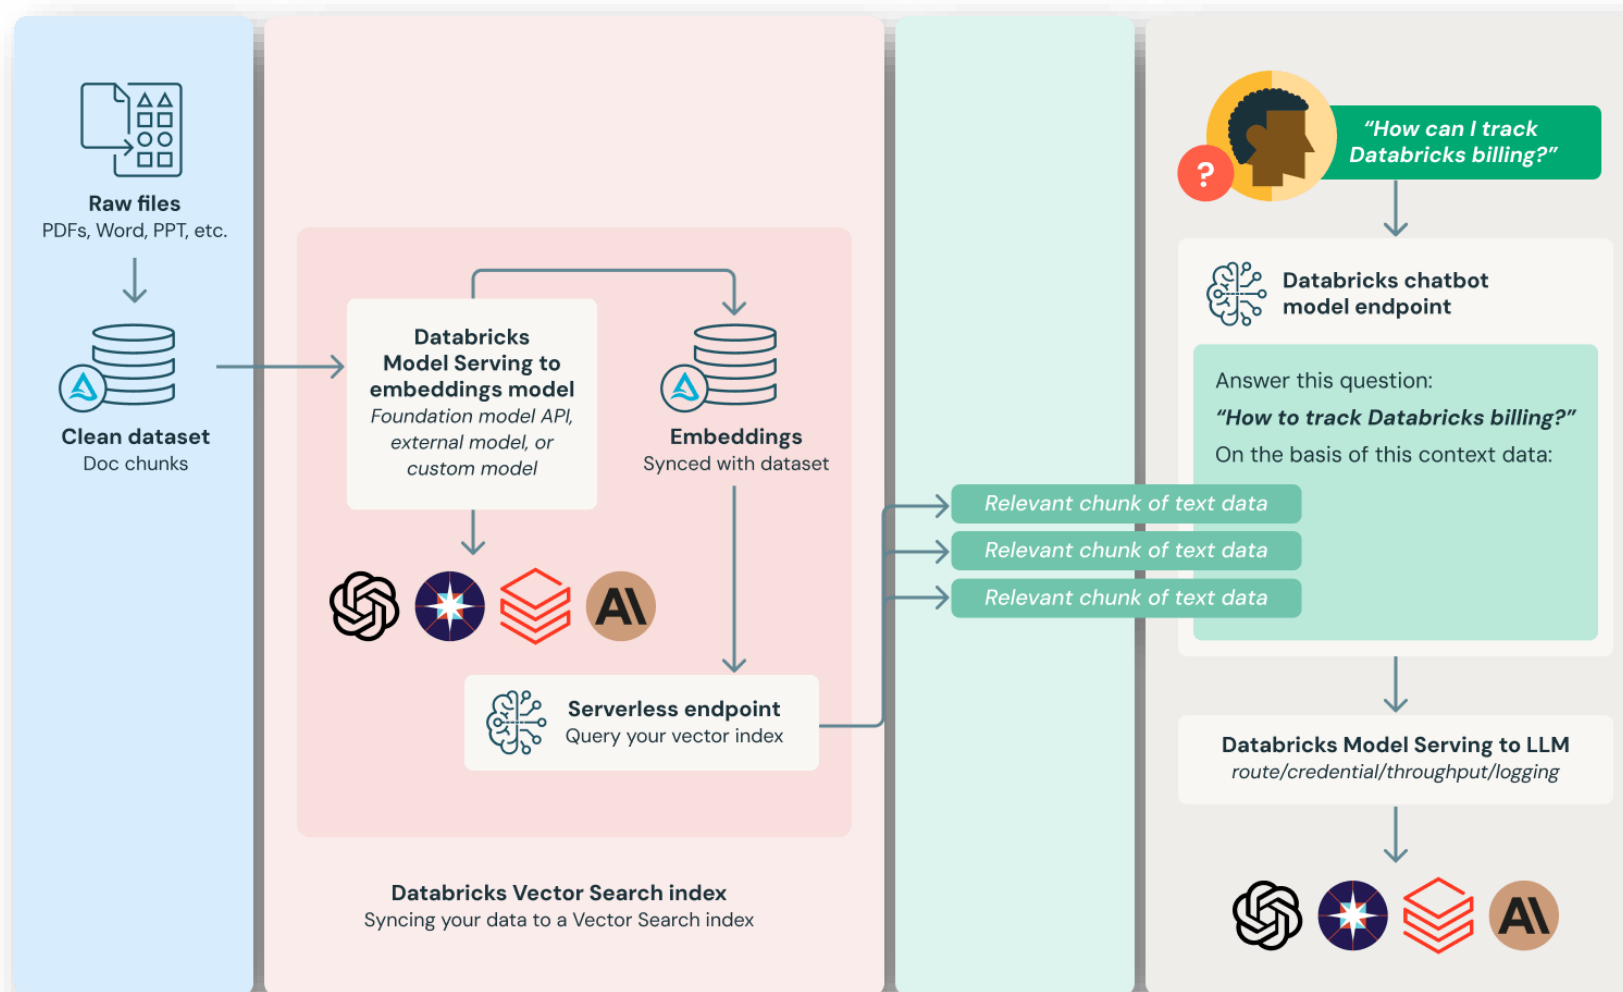 Raw files
PDFs, Word, PPT, etc.
Clean dataset
Doc chunks
Databricks
Model Serving to
embeddings model
Foundation model API,
external model, or
custom model
Embeddings
Synced with dataset
AI
Serverless endpoint
Query your vector index
Databricks Vector Search index
Syncing your data to a Vector Search index
Relevant chunk of text data
Relevant chunk of text data
Relevant chunk of text data
?
“How can I track
Databricks billing?”
Databricks chatbot
model endpoint
Answer this question:
“How to track Databricks billing?”
On the basis of this context data:
Databricks Model Serving to LLM
route/credential/throughput/logging
AI